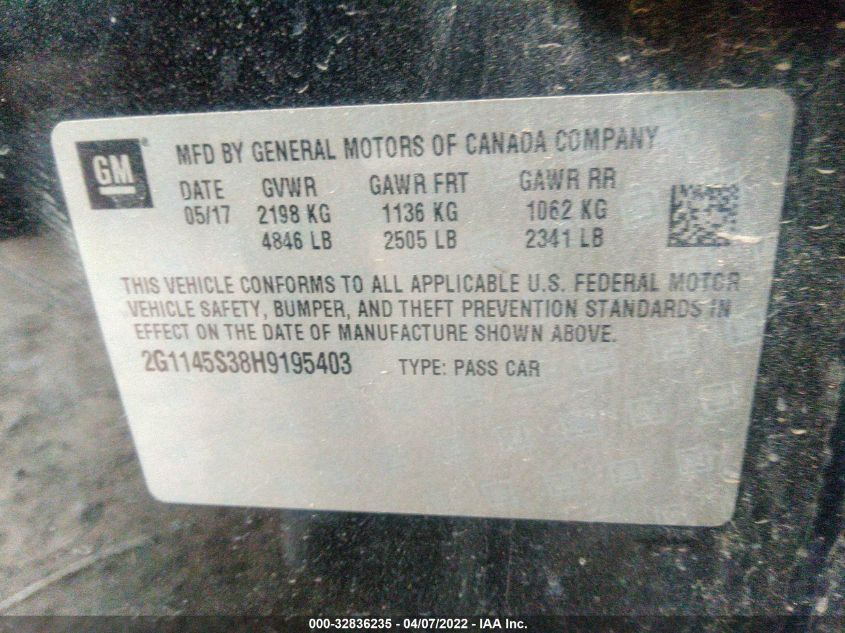 GM
MFD BY GENERAL MOTORS OF CANADA COMPANY
DATE GVWR GAWR FRT GAWR RR
05/17 2198 KG 1136 KG 1062 KG
4846 LB 2505 LB 2341 LB
THIS VEHICLE CONFORMS TO ALL APPLICABLE U.S. FEDERAL MOTOR
VEHICLE SAFETY, BUMPER, AND THEFT PREVENTION STANDARDS IN
EFFECT ON THE DATE OF MANUFACTURE SHOWN ABOVE.
2G1145S38H9195403 TYPE: PASS CAR
000-32836235 - 04/07/2022 - IAA Inc.